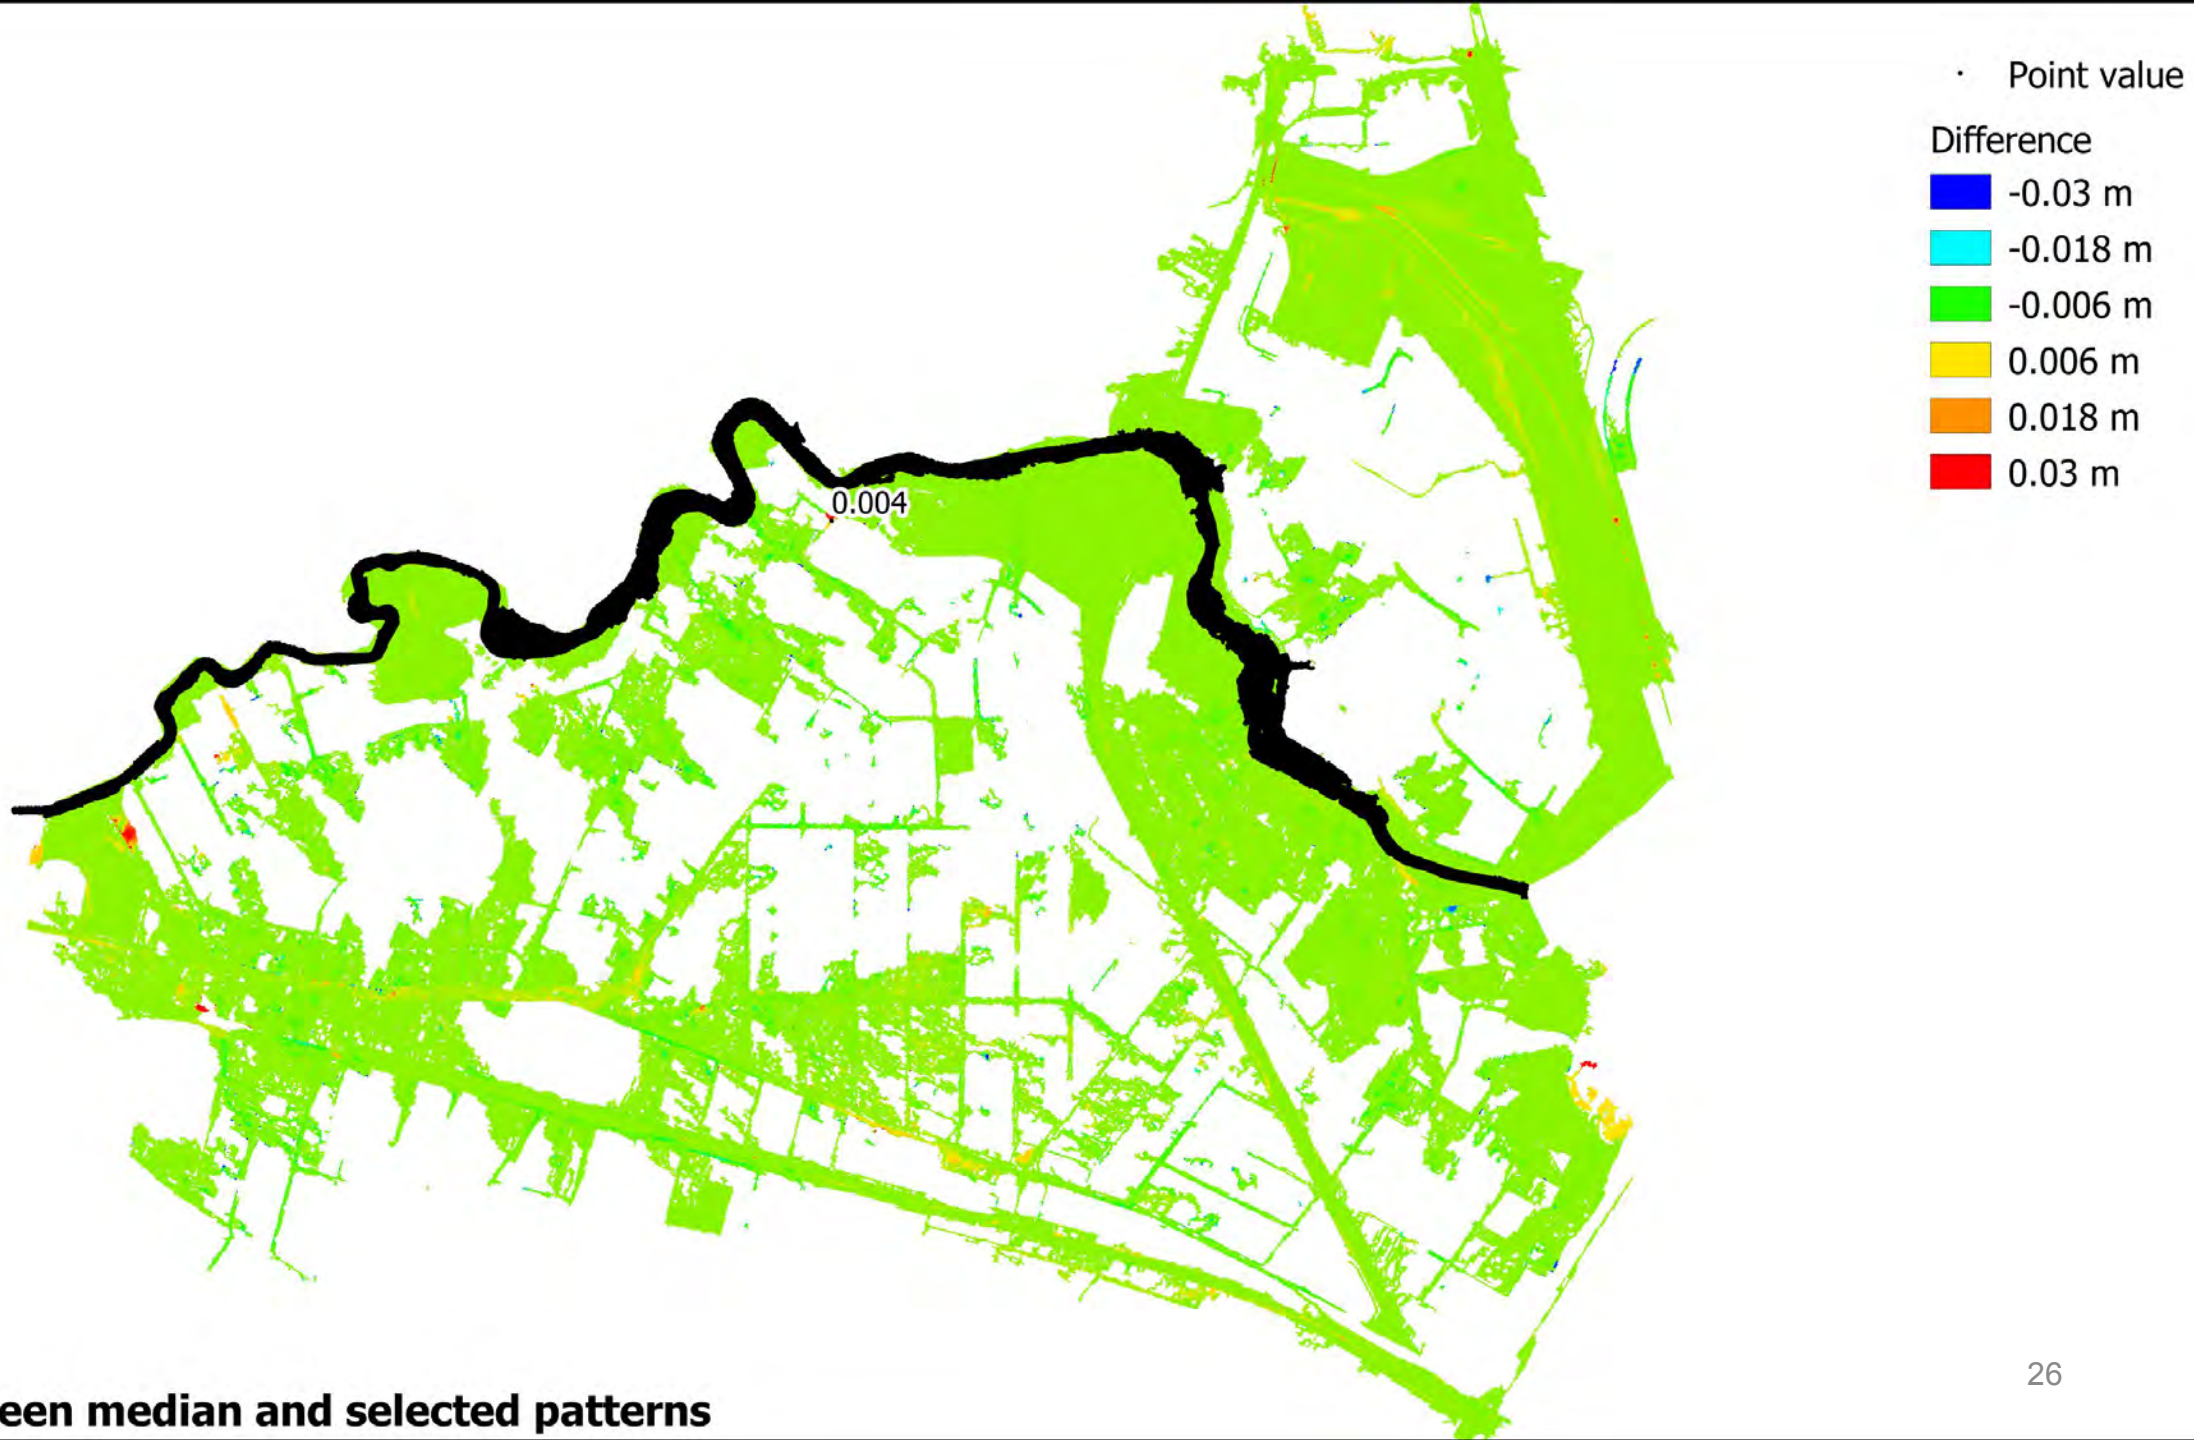 Point value
Difference
-0.03 m
-0.018 m
-0.006 m
0.006 m
0.018 m
0.03 m
0.004
26
een median and selected patterns